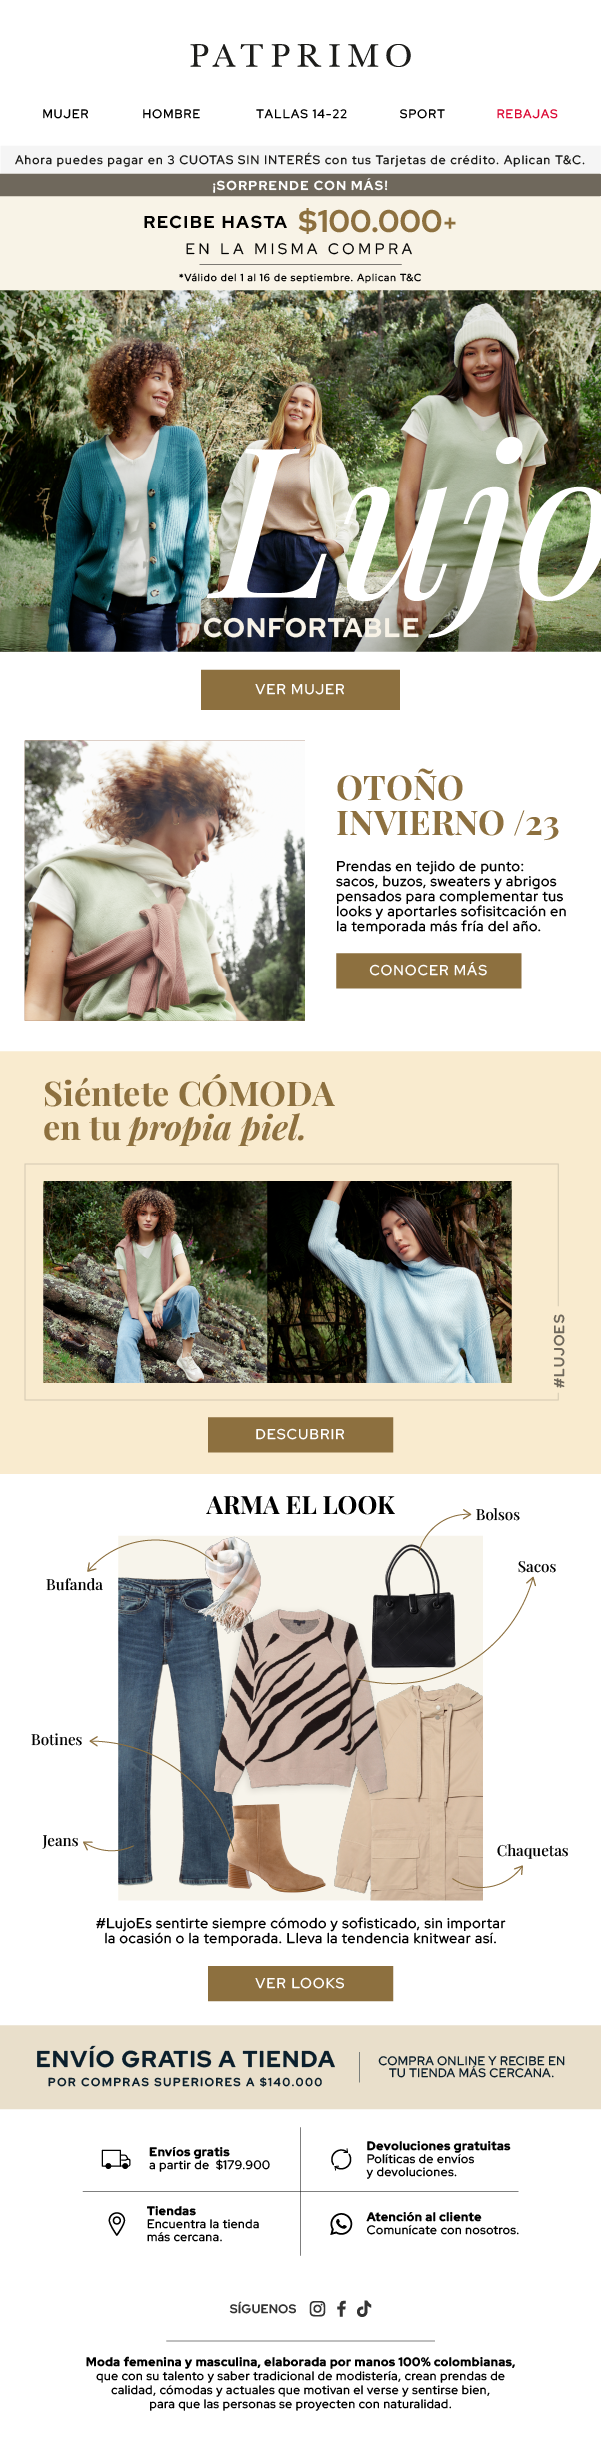 PATPRIMO
MUJER HOMBRE TALLAS 14-22 SPORT REBAJAS
Ahora puedes pagar en 3 CUOTAS SIN INTERÉS con tus Tarjetas de crédito. Aplican T&C.
¡SORPRENDE CON MÁS!
RECIBE HASTA $100.000+
EN LA MISMA COMPRA
*Válido del 1 al 16 de septiembre. Aplican T&C
Lujo
CONFORTABLE
VER MUJER
OTOÑO
INVIERNO /23
Prendas en tejido de punto:
sacos, buzos, sweaters y abrigos
pensados para complementar tus
looks y aportarles sofisitcación en
la temporada más fría del año.
CONOCER MÁS
Siéntete CÓMODA
en tu propia piel.
#LUJOES
DESCUBRIR
ARMA EL LOOK
Bolsos
Sacos
Bufanda
Botines
Jeans
Chaquetas
#LujoEs sentirte siempre cómodo y sofisticado, sin importar
la ocasión o la temporada. Lleva la tendencia knitwear así.
VER LOOKS
ENVÍO GRATIS A TIENDA
POR COMPRAS SUPERIORES A $140.000
COMPRA ONLINE Y RECIBE EN
TU TIENDA MÁS CERCANA.
Envíos gratis
a partir de $179.900
Devoluciones gratuitas
Políticas de envíos
y devoluciones.
Tiendas
Encuentra la tienda
más cercana.
Atención al cliente
Comunícate con nosotros.
SÍGUENOS
Moda femenina y masculina, elaborada por manos 100% colombianas,
que con su talento y saber tradicional de modistería, crean prendas de
calidad, cómodas y actuales que motivan el verse y sentirse bien,
para que las personas se proyecten con naturalidad.